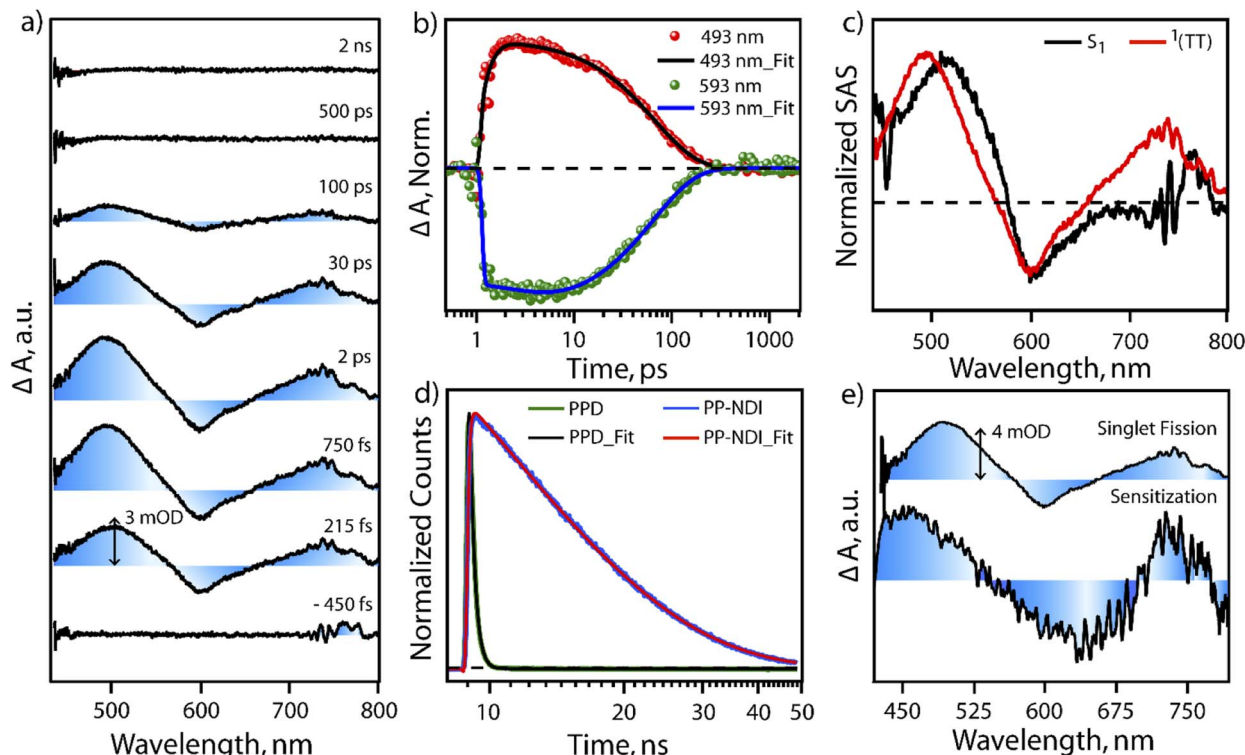 a)
2 ns
500 ps
100 ps
30 ps
2 ps
750 fs
3 mOD
215 fs
- 450 fs
Δ A, a.u.
500 600 700 800
Wavelength, nm
b)
493 nm
493 nm_Fit
593 nm
593 nm_Fit
Δ A, Norm.
1 10 100 1000
Time, ps
c)
S1 1(TT)
Normalized SAS
500 600 700 800
Wavelength, nm
d)
PPD PP-NDI
PPD_Fit PP-NDI_Fit
Normalized Counts
10 20 30 40 50
Time, ns
e)
4 mOD
Singlet Fission
Sensitization
Δ A, a.u.
450 525 600 675 750
Wavelength, nm